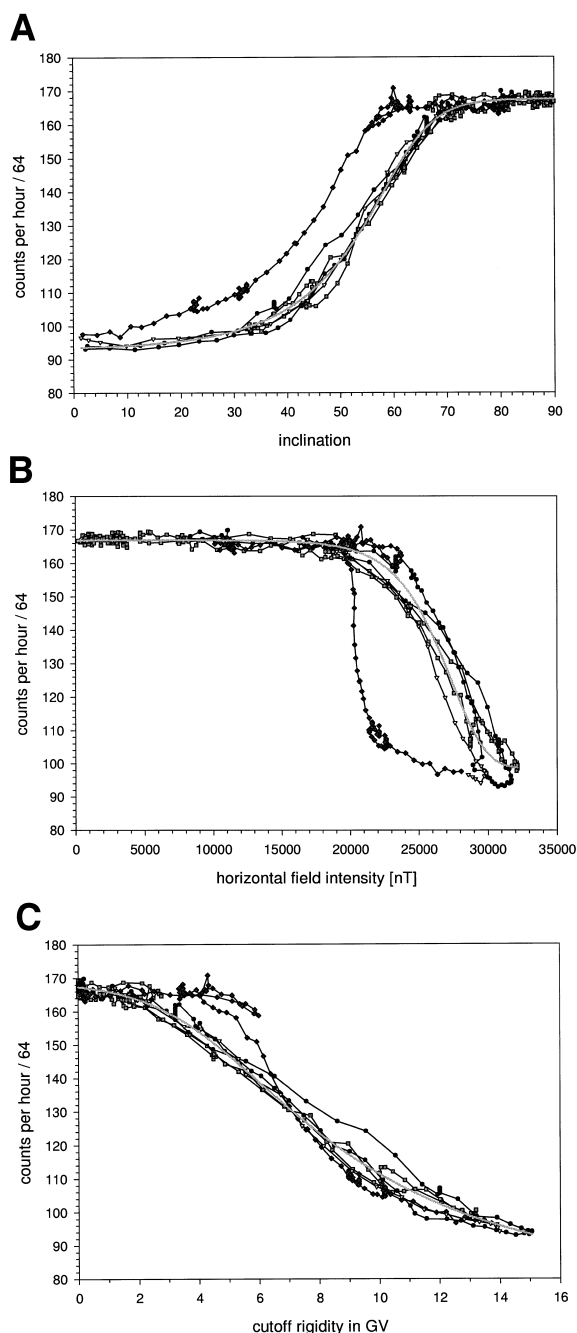 A
180
170
160
150
140
130
120
110
100
90
80
counts per hour / 64
0 10 20 30 40 50 60 70 80 90
inclination
B
180
170
160
150
140
130
120
110
100
90
80
counts per hour / 64
0 5000 10000 15000 20000 25000 30000 35000
horizontal field intensity [nT]
C
180
170
160
150
140
130
120
110
100
90
80
counts per hour / 64
0 2 4 6 8 10 12 14 16
cutoff rigidity in GV